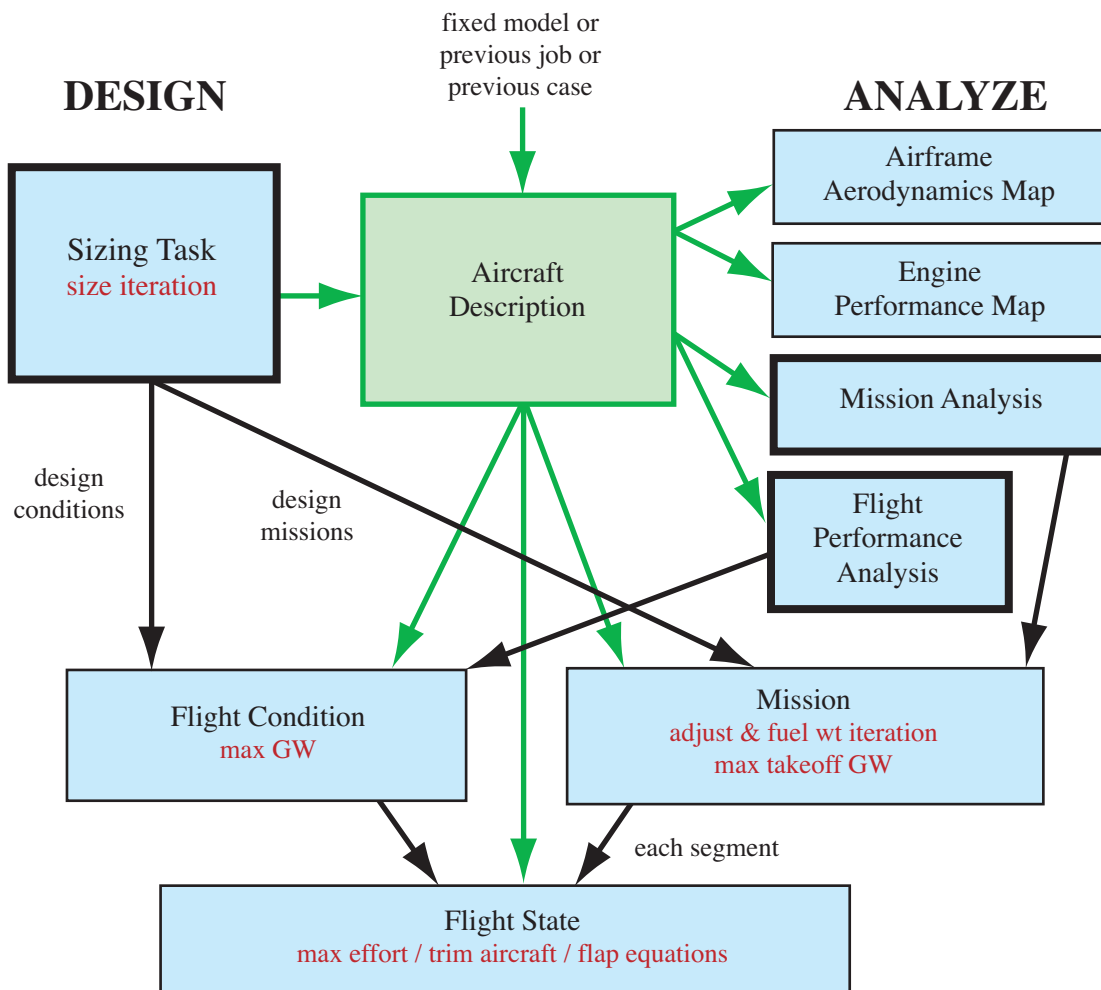 fixed model or
previous job or
previous case
DESIGN
ANALYZE
Sizing Task
size iteration
Aircraft
Description
Airframe
Aerodynamics Map
Engine
Performance Map
Mission Analysis
Flight
Performance
Analysis
design
conditions
design
missions
Flight Condition
max GW
Mission
adjust & fuel wt iteration
max takeoff GW
each segment
Flight State
max effort / trim aircraft / flap equations